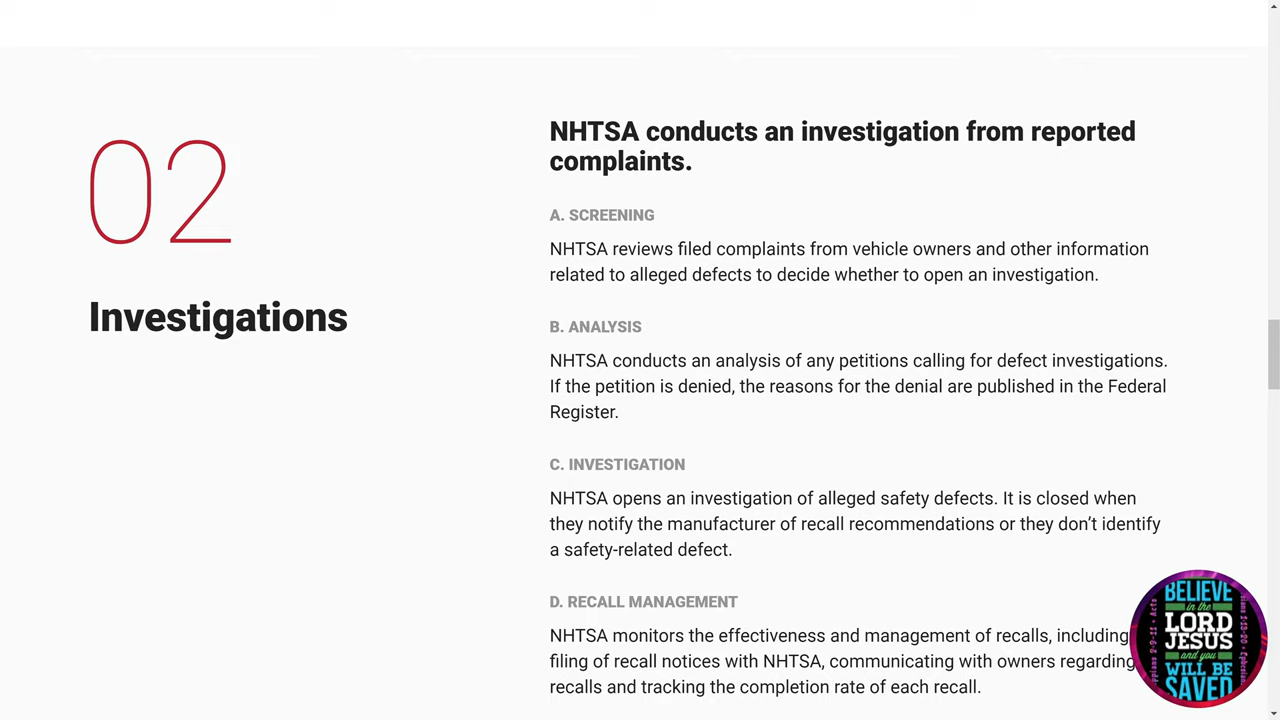 02
Investigations
NHTSA conducts an investigation from reported
complaints.
A. SCREENING
NHTSA reviews filed complaints from vehicle owners and other information
related to alleged defects to decide whether to open an investigation.
B. ANALYSIS
NHTSA conducts an analysis of any petitions calling for defect investigations.
If the petition is denied, the reasons for the denial are published in the Federal
Register.
C. INVESTIGATION
NHTSA opens an investigation of alleged safety defects. It is closed when
they notify the manufacturer of recall recommendations or they don’t identify
a safety-related defect.
D. RECALL MANAGEMENT
NHTSA monitors the effectiveness and management of recalls, including
filing of recall notices with NHTSA, communicating with owners regarding
recalls and tracking the completion rate of each recall.
BELIEVE
in the
LORD
JESUS
and you
WILL BE
SAVED